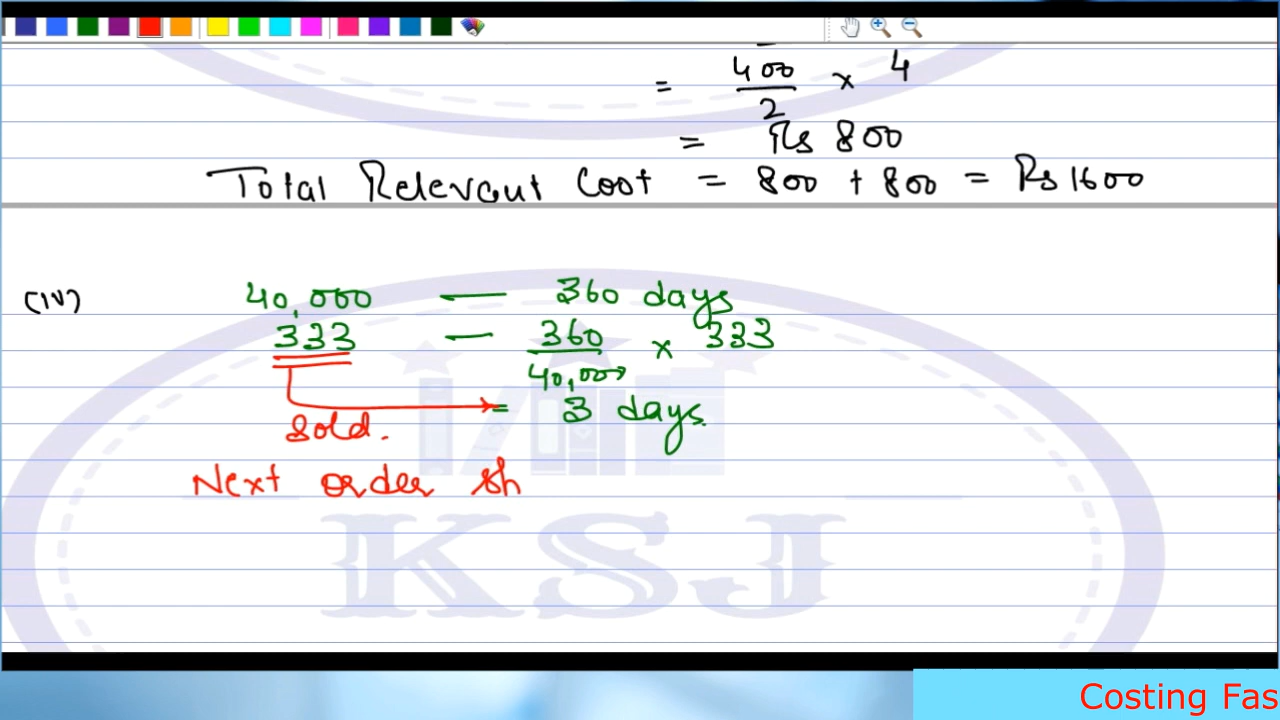 = 400/2 × 4
= Rs 800
Total Relevant Cost = 800 + 800 = Rs 1600
(iv) 40,000 — 360 days
333 — 360/40,000 × 333
= 3 days.
Sold.
Next order sh
KSJ
Costing Fas